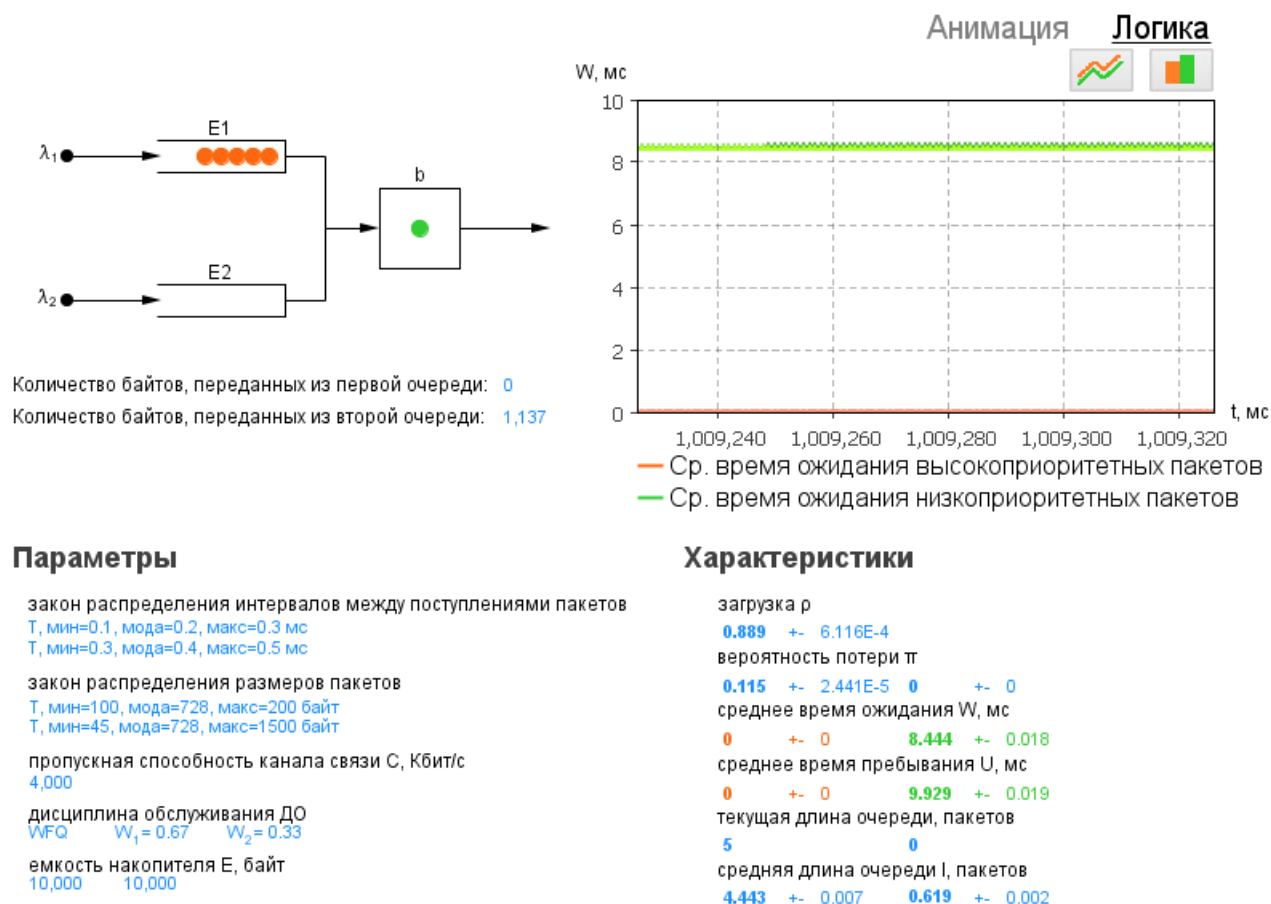 Анимация Логика
W, мс
10
8
6
4
2
0
1,009,240 1,009,260 1,009,280 1,009,300 1,009,320
t, мс
Ср. время ожидания высокоприоритетных пакетов
Ср. время ожидания низкоприоритетных пакетов
E1
λ1
b
E2
λ2
Количество байтов, переданных из первой очереди: 0
Количество байтов, переданных из второй очереди: 1,137
Параметры
закон распределения интервалов между поступлениями пакетов
T, мин=0.1, мода=0.2, макс=0.3 мс
T, мин=0.3, мода=0.4, макс=0.5 мс
закон распределения размеров пакетов
T, мин=100, мода=728, макс=200 байт
T, мин=45, мода=728, макс=1500 байт
пропускная способность канала связи C, Кбит/с
4,000
дисциплина обслуживания ДО
WFQ W1 = 0.67 W2 = 0.33
емкость накопителя E, байт
10,000 10,000
Характеристики
загрузка ρ
0.889 +- 6.116E-4
вероятность потери π
0.115 +- 2.441E-5 0 +- 0
среднее время ожидания W, мс
0 +- 0 8.444 +- 0.018
среднее время пребывания U, мс
0 +- 0 9.929 +- 0.019
текущая длина очереди, пакетов
5 0
средняя длина очереди l, пакетов
4.443 +- 0.007 0.619 +- 0.002